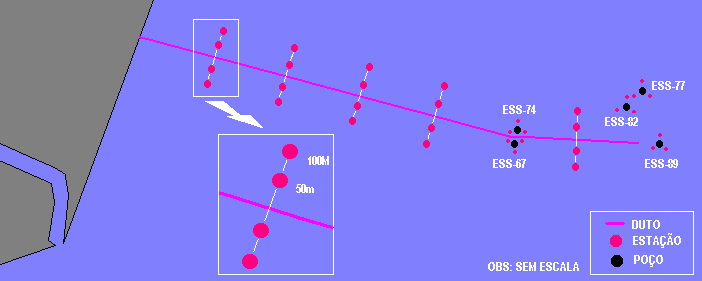 ESS-77
ESS-74
ESS-82
100M
ESS-67
ESS-89
50m
DUTO
ESTAÇÃO
POÇO
OBS: SEM ESCALA